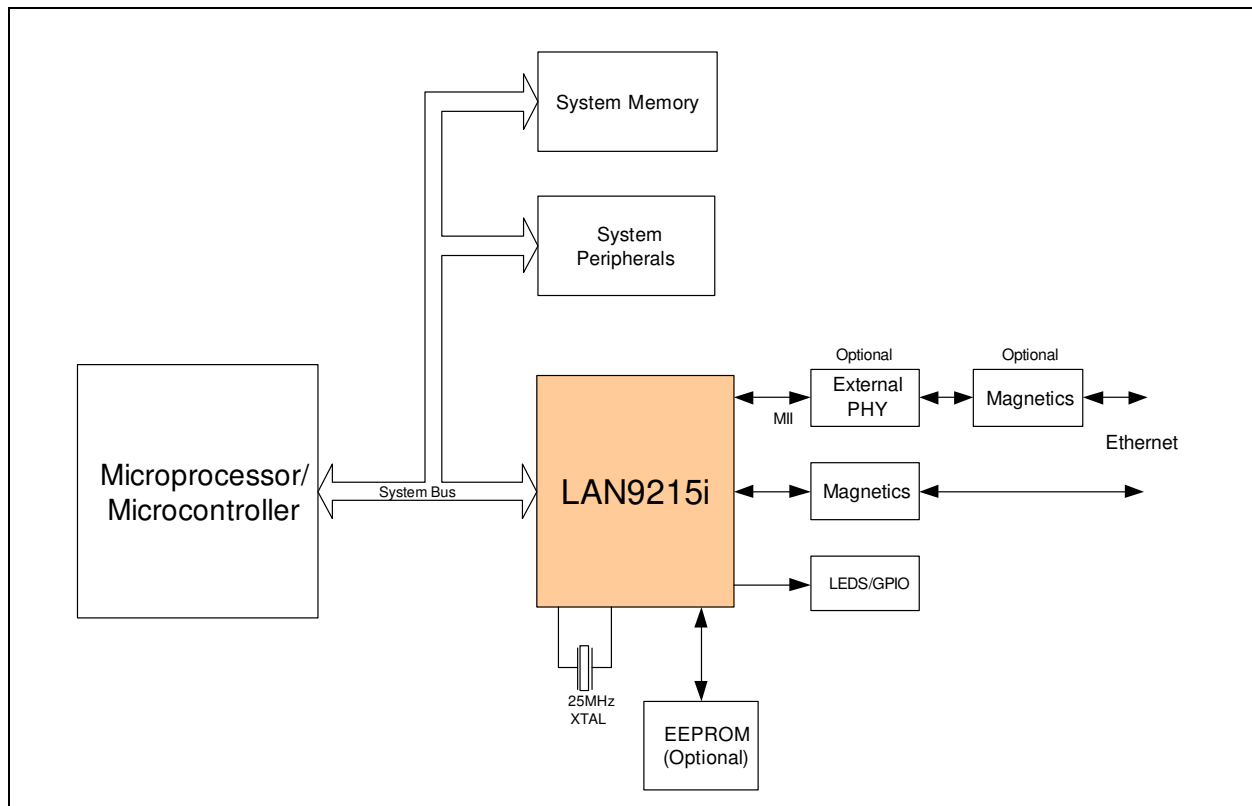 System Memory
System
Peripherals
Optional
Optional
External
PHY
Magnetics
MII
Ethernet
Microprocessor/
Microcontroller
System Bus
LAN9215i
Magnetics
LEDS/GPIO
25MHz
XTAL
EEPROM
(Optional)